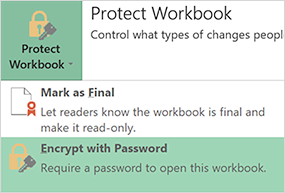 Protect Workbook
Control what types of changes peopl
Protect
Workbook
Mark as Final
Let readers know the workbook is final and
make it read-only.
Encrypt with Password
Require a password to open this workbook.